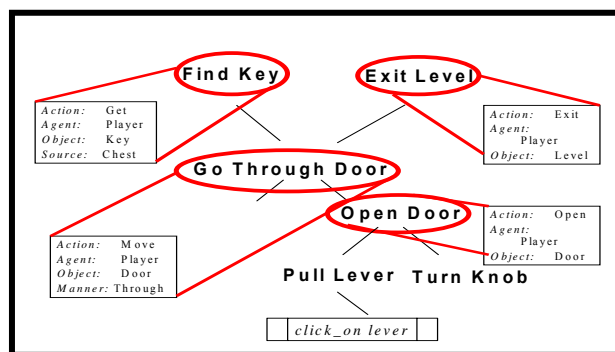 Find Key
Exit Level
Action: Get
Agent: Player
Object: Key
Source: Chest
Action: Exit
Agent:
Player
Object: Level
Go Through Door
Open Door
Action: Open
Agent:
Player
Object: Door
Action: Move
Agent: Player
Object: Door
Manner: Through
Pull Lever
Turn Knob
click_on lever